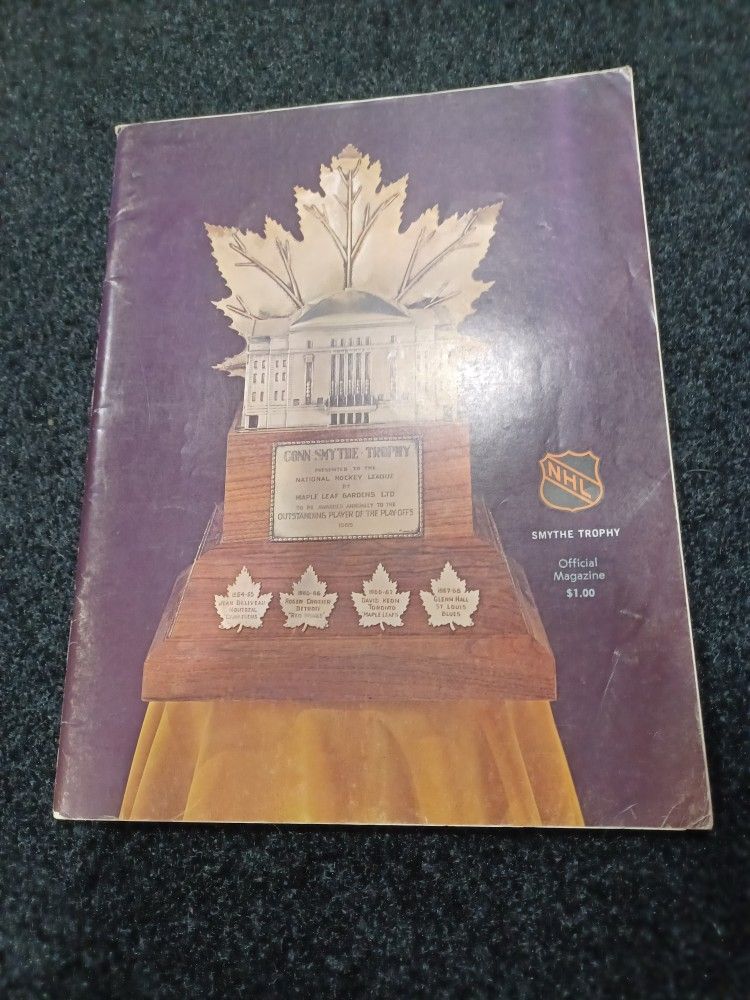 CONN SMYTHE TROPHY
PRESENTED TO THE
NATIONAL HOCKEY LEAGUE
BY
MAPLE LEAF GARDENS LTD
TO BE AWARDED ANNUALLY TO THE
OUTSTANDING PLAYER OF THE PLAY-OFFS
1965
1964-65
JEAN BELIVEAU
MONTREAL
CANADIENS
1965-66
ROGER CROZIER
DETROIT
RED WINGS
1966-67
DAVID KEON
TORONTO
MAPLE LEAFS
1967-68
GLENN HALL
ST LOUIS
BLUES
NHL
SMYTHE TROPHY
Official
Magazine
$1.00